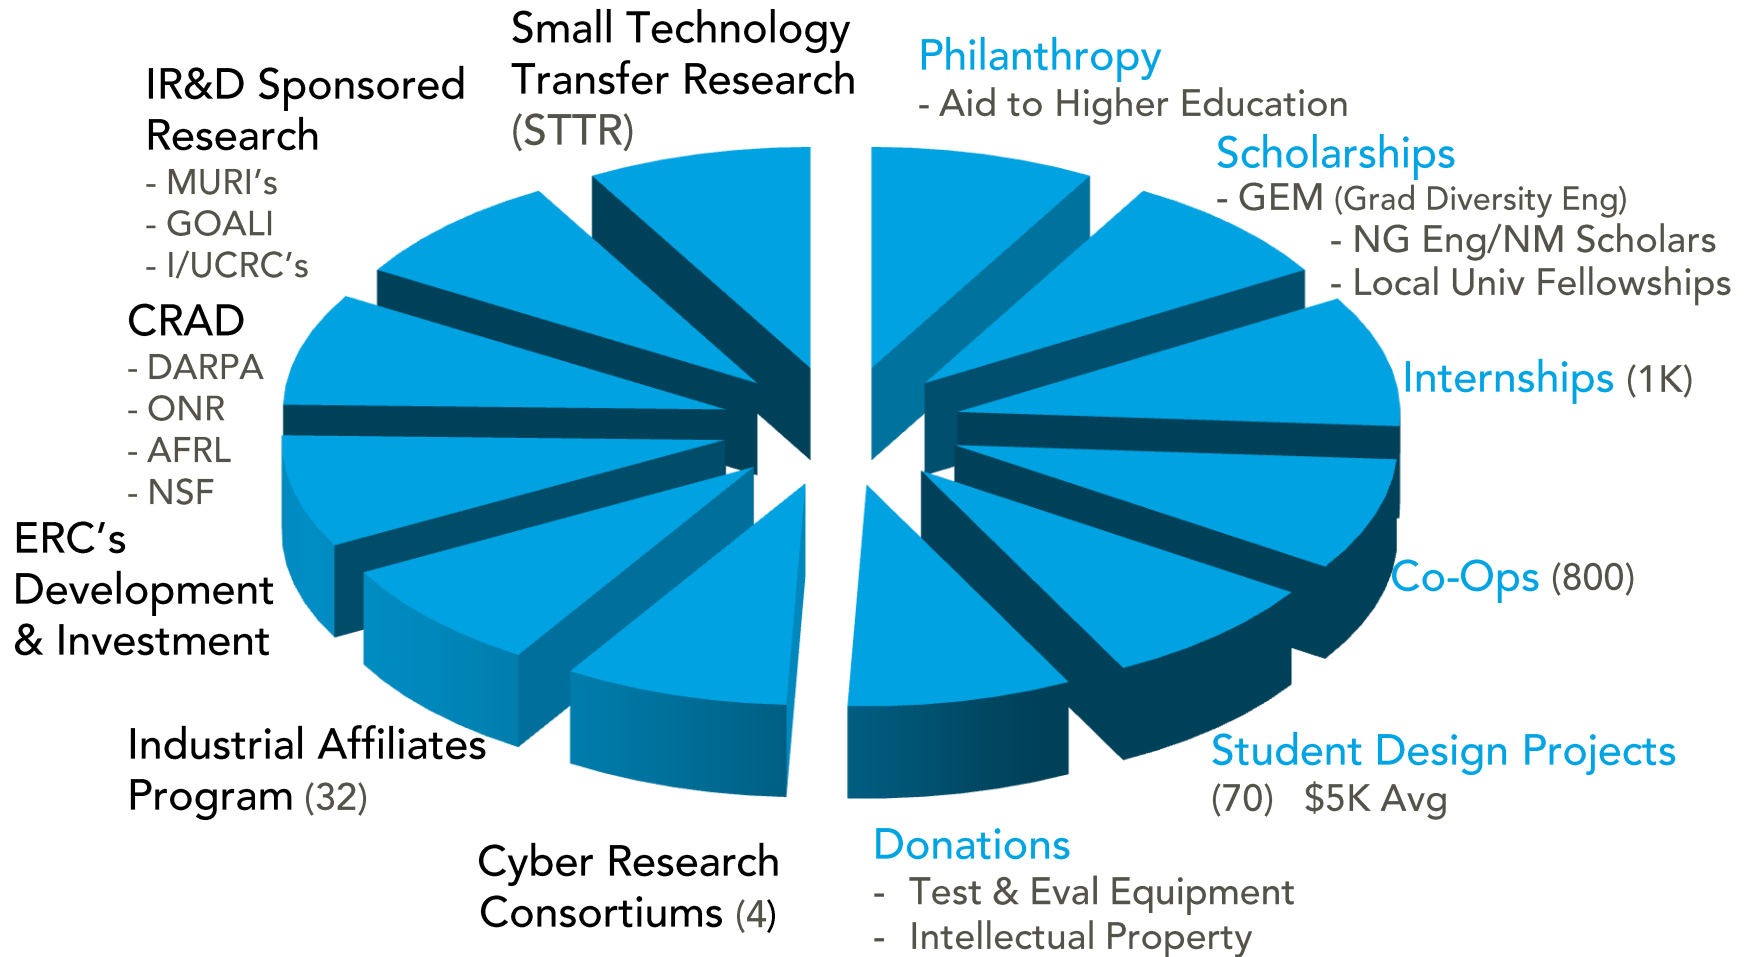 Small Technology
Transfer Research
(STTR)
Philanthropy
- Aid to Higher Education
Scholarships
- GEM (Grad Diversity Eng)
- NG Eng/NM Scholars
- Local Univ Fellowships
Internships (1K)
Co-Ops (800)
Student Design Projects
(70) $5K Avg
Donations
- Test & Eval Equipment
- Intellectual Property
Cyber Research
Consortiums (4)
Industrial Affiliates
Program (32)
ERC's
Development
& Investment
CRAD
- DARPA
- ONR
- AFRL
- NSF
IR&D Sponsored
Research
- MURI's
- GOALI
- I/UCRC's